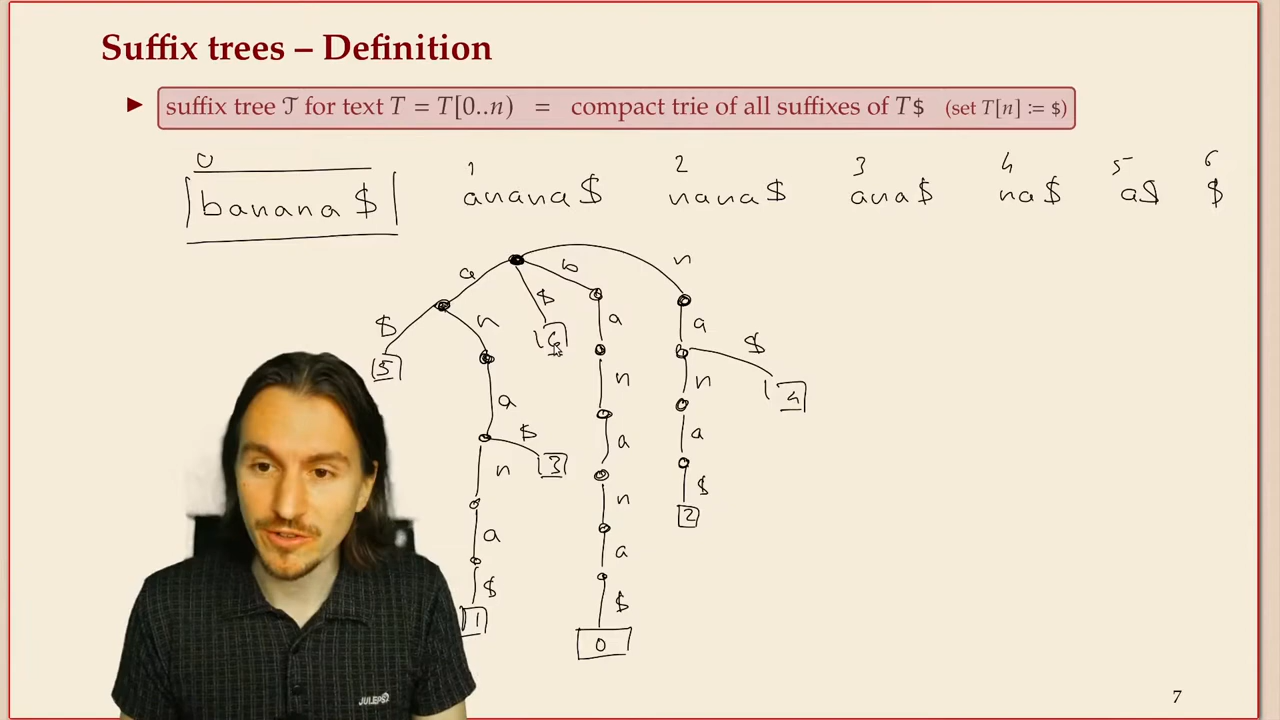 Suffix trees – Definition
► suffix tree 𝒯 for text T = T[0..n) = compact trie of all suffixes of T$ (set T[n] := $)
0 1 2 3 4 5 6
banana$ anana$ nana$ ana$ na$ a$ $
n
a b
$
$ n a a $
5 6
n n 4
a
$ a a
3
n n $
2
a a
$ $
1
0
JULEPS
7